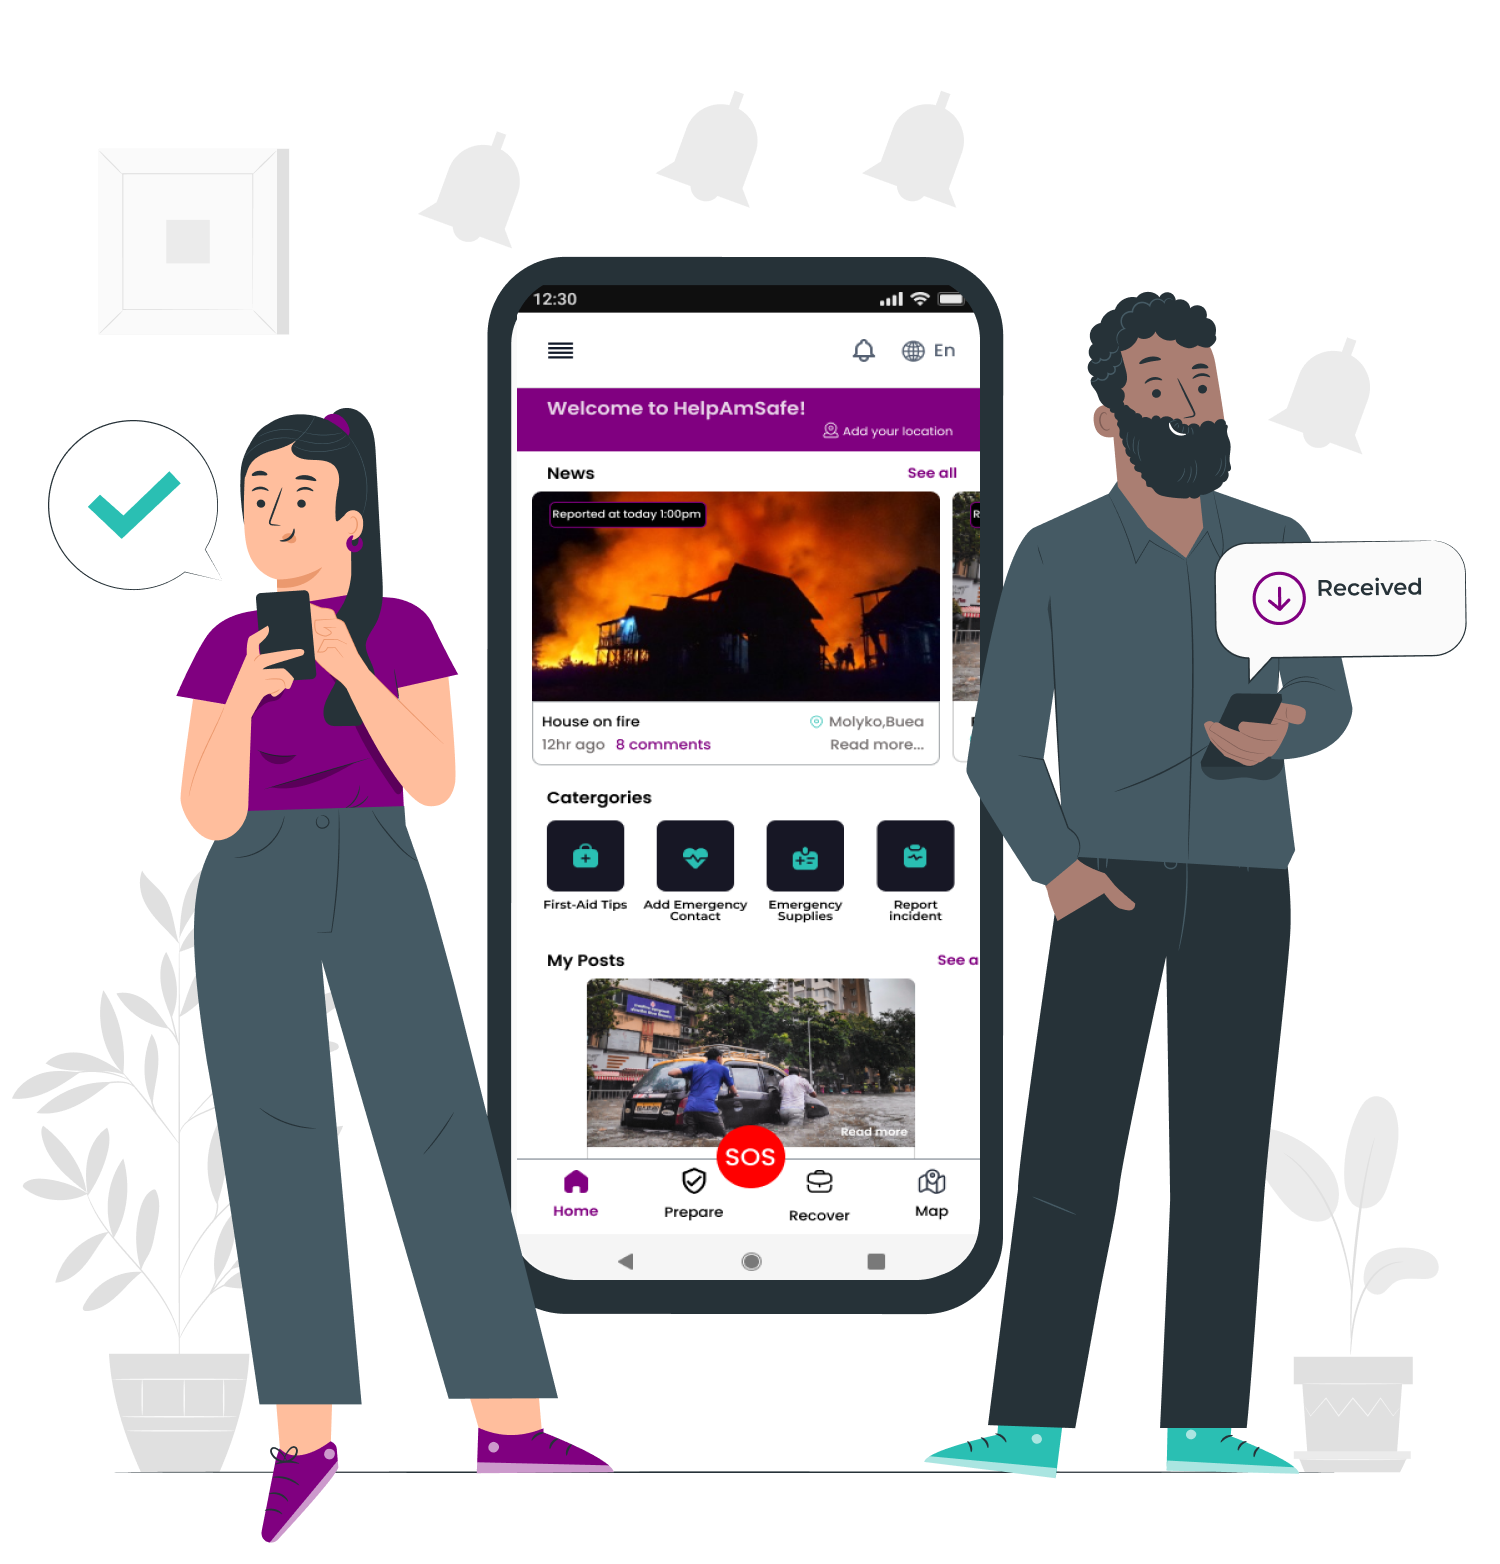 12:30
En
Welcome to HelpAmSafe!
Add your location
News
See all
Reported at today 1:00pm
R
House on fire
Molyko,Buea
12hr ago 8 comments
Read more...
Catergories
First-Aid Tips
Add Emergency
Contact
Emergency
Supplies
Report
incident
My Posts
See a
Read more
SOS
Home
Prepare
Recover
Map
Received